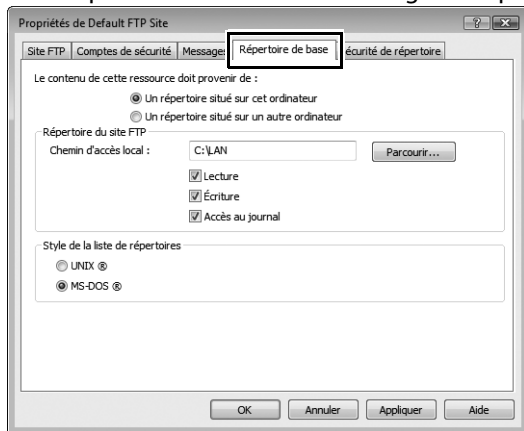 Propriétés de Default FTP Site
Site FTP Comptes de sécurité Messages Répertoire de base écurité de répertoire
Le contenu de cette ressource doit provenir de :
Un répertoire situé sur cet ordinateur
Un répertoire situé sur un autre ordinateur
Répertoire du site FTP
Chemin d'accès local : C:\LAN Parcourir...
Lecture
Écriture
Accès au journal
Style de la liste de répertoires
UNIX ®
MS-DOS ®
OK Annuler Appliquer Aide